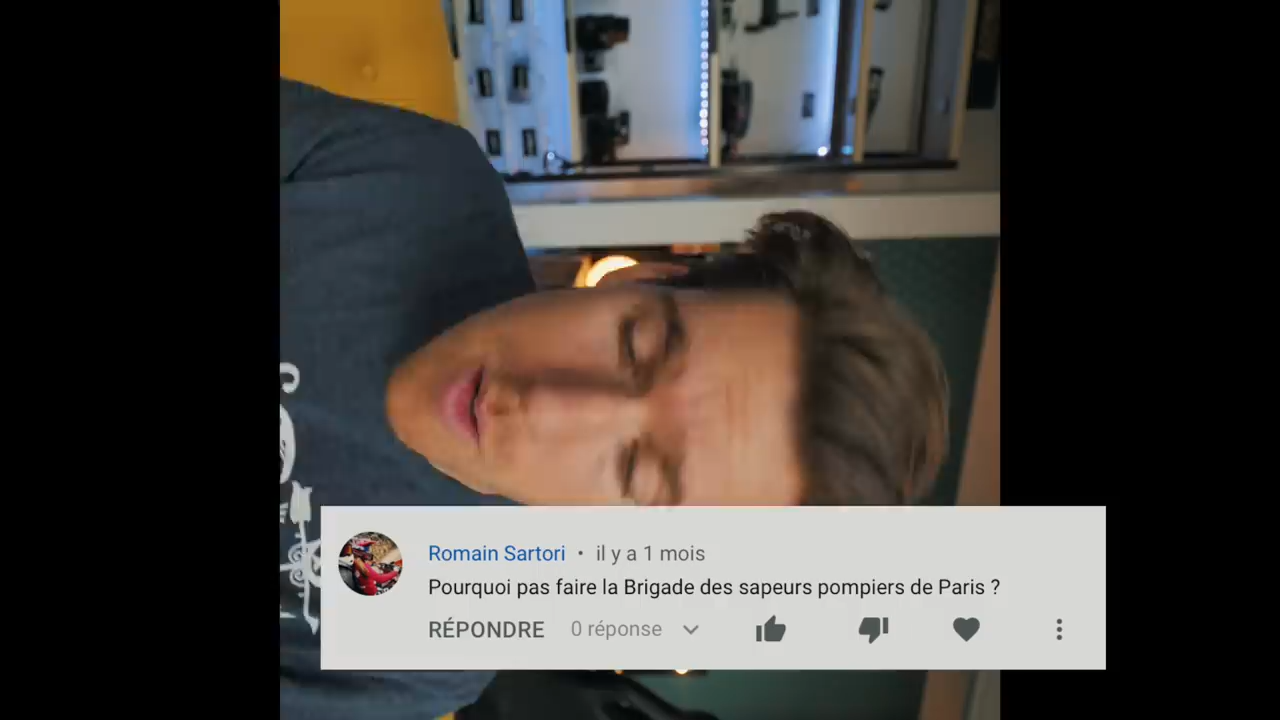 Romain Sartori • il y a 1 mois
Pourquoi pas faire la Brigade des sapeurs pompiers de Paris ?
RÉPONDRE 0 réponse